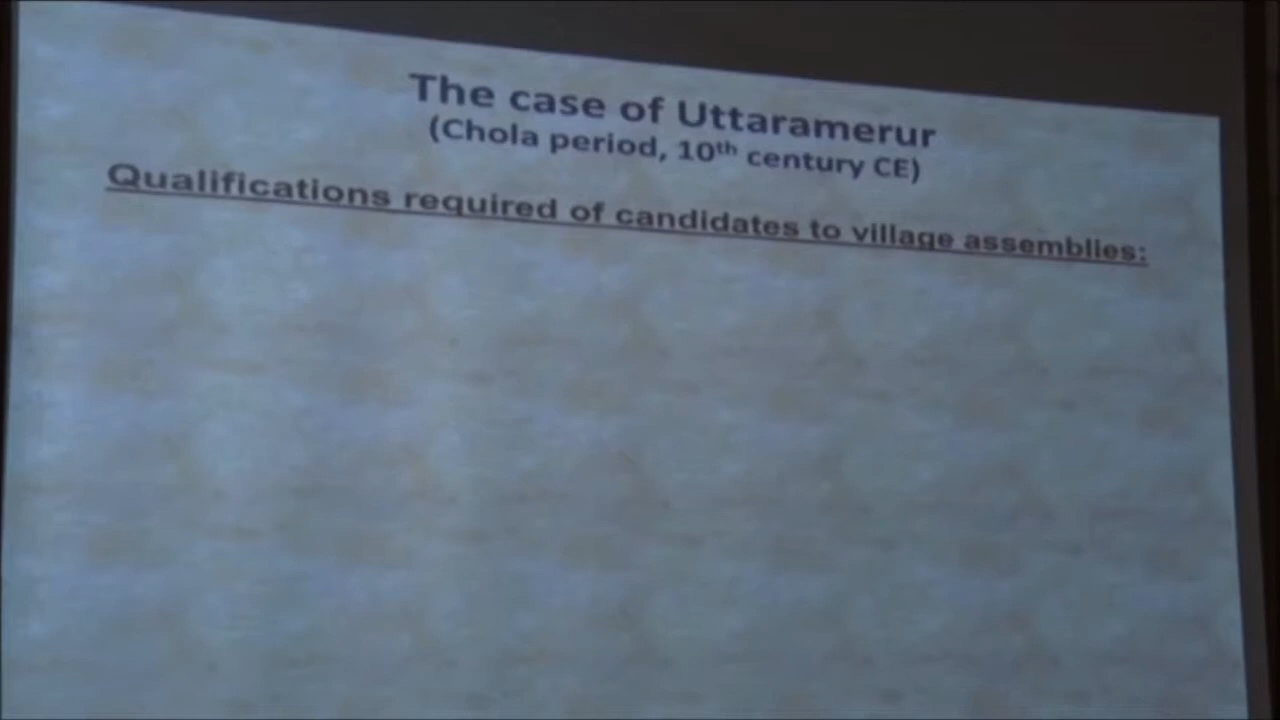 The case of Uttaramerur
(Chola period, 10th century CE)
Qualifications required of candidates to village assemblies: